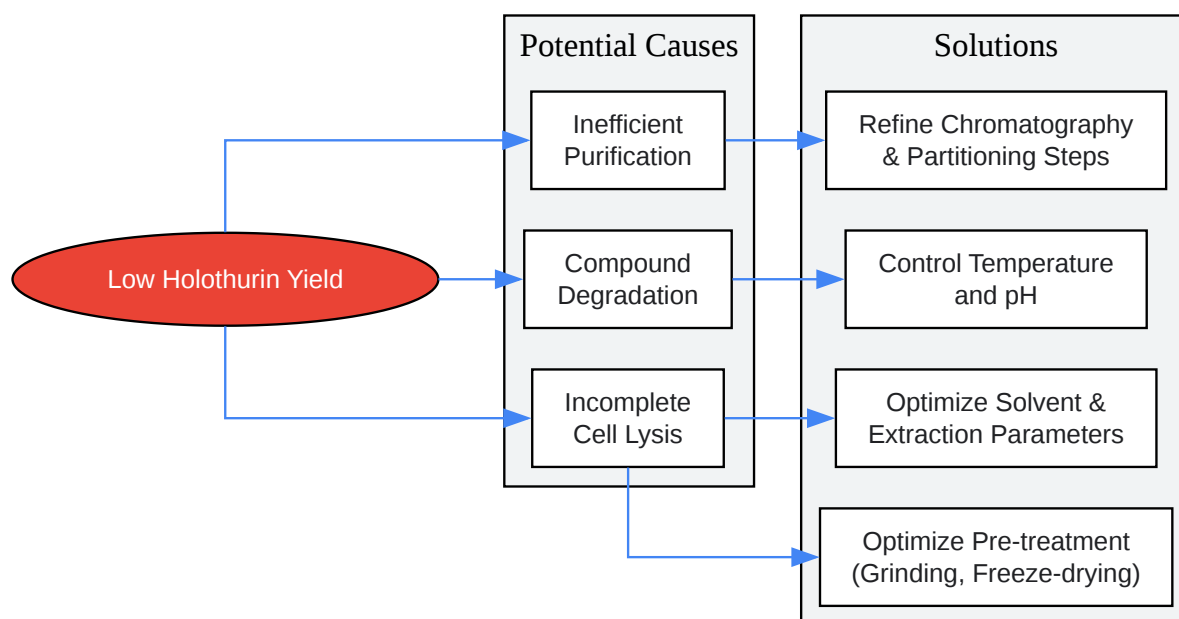 Potential Causes
Solutions
Inefficient
Purification
Refine Chromatography
& Partitioning Steps
Low Holothurin Yield
Compound
Degradation
Control Temperature
and pH
Incomplete
Cell Lysis
Optimize Solvent &
Extraction Parameters
Optimize Pre-treatment
(Grinding, Freeze-drying)